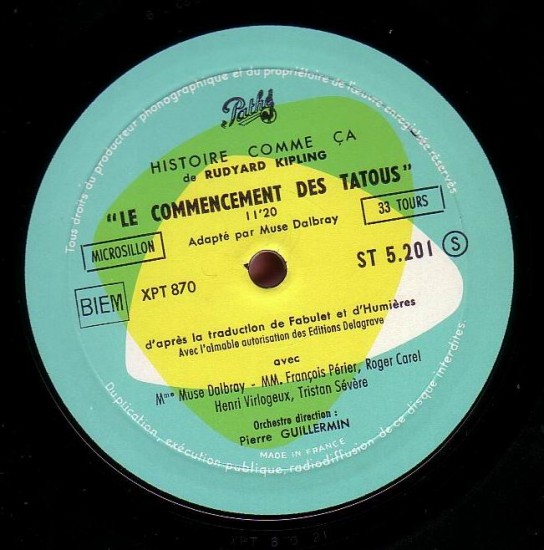 Tous droits du producteur phonographique et du propriétaire de l'œuvre enregistrée réservés
Pathé
HISTOIRE COMME ÇA
de RUDYARD KIPLING
"LE COMMENCEMENT DES TATOUS"
11'20
Adapté par Muse Dalbray
MICROSILLON
33 TOURS
BIEM
XPT 870
ST 5.201 S
d'après la traduction de Fabulet et d'Humières
Avec l'aimable autorisation des Editions Delagrave
avec
Mme Muse Dalbray - MM. François Périer, Roger Carel
Henri Virlogeux, Tristan Sévère
Orchestre direction :
Pierre GUILLERMIN
MADE IN FRANCE
Duplication, exécution publique, radiodiffusion de ce disque interdites.
XPT 870 21